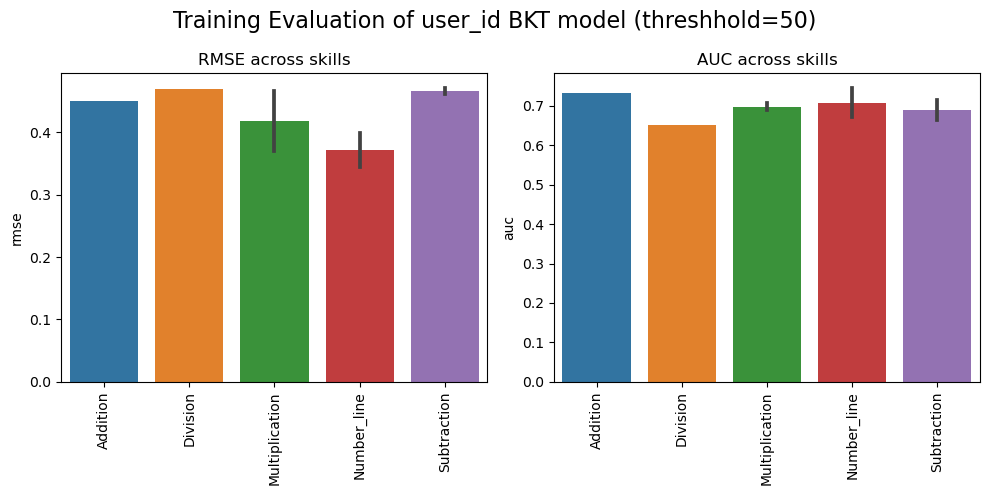 Training Evaluation of user_id BKT model (threshhold=50)
RMSE across skills
rmse
0.4
0.3
0.2
0.1
0.0
Addition
Division
Multiplication
Number_line
Subtraction
AUC across skills
auc
0.7
0.6
0.5
0.4
0.3
0.2
0.1
0.0
Addition
Division
Multiplication
Number_line
Subtraction